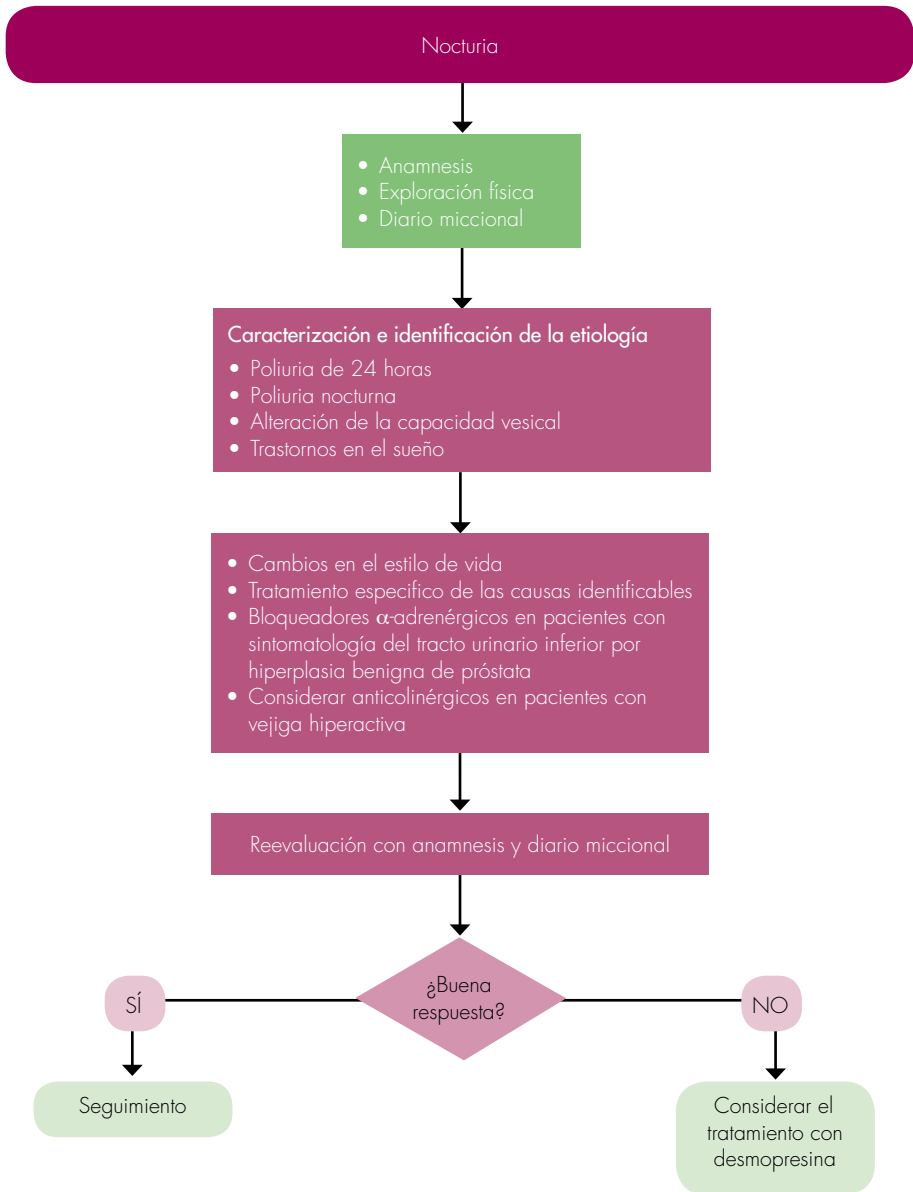 Nocturia
• Anamnesis
• Exploración física
• Diario miccional
Caracterización e identificación de la etiología
• Poliuria de 24 horas
• Poliuria nocturna
• Alteración de la capacidad vesical
• Trastornos en el sueño
• Cambios en el estilo de vida
• Tratamiento especifico de las causas identificables
• Bloqueadores α-adrenérgicos en pacientes con
sintomatología del tracto urinario inferior por
hiperplasia benigna de próstata
• Considerar anticolinérgicos en pacientes con
vejiga hiperactiva
Reevaluación con anamnesis y diario miccional
¿Buena
respuesta?
SÍ
NO
Seguimiento
Considerar el
tratamiento con
desmopresina